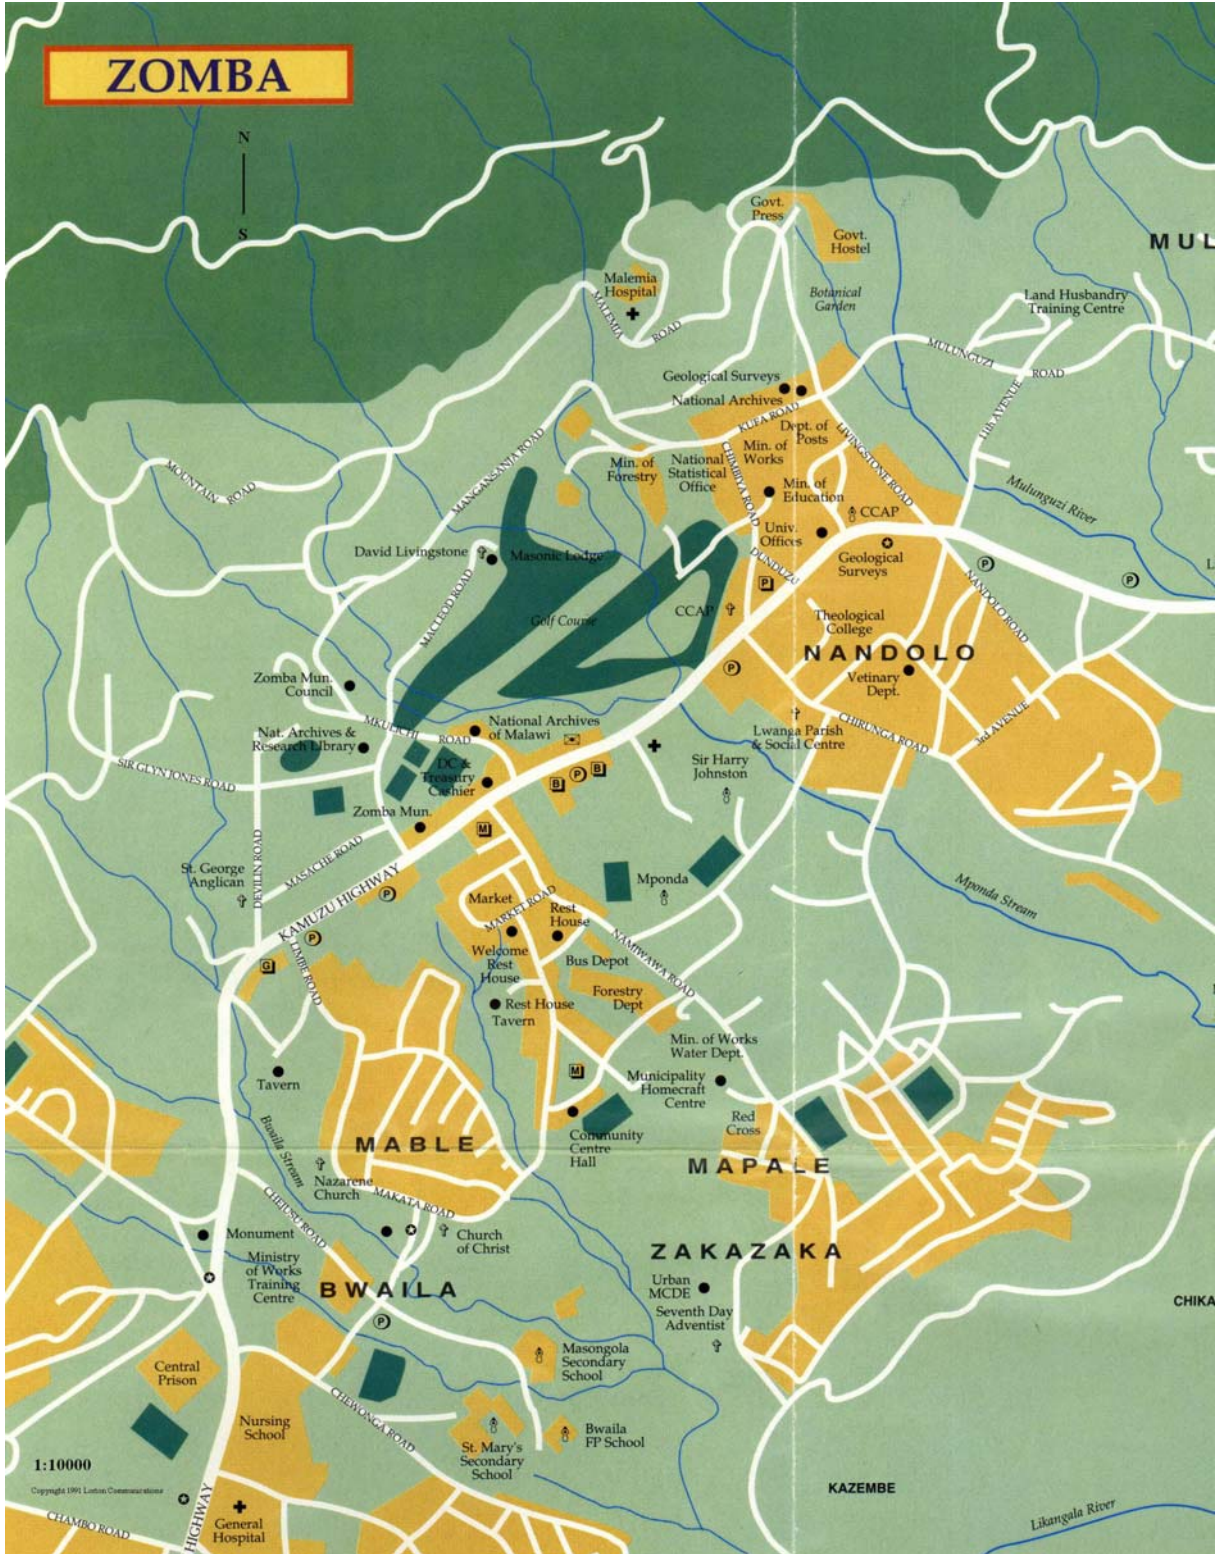 ZOMBA
N
S
Govt.
Press
Govt.
Hostel
MUL
Malemia
Hospital
MALEMIA
ROAD
Botanical
Garden
Land Husbandry
Training Centre
MULUNGUZI
ROAD
11th AVENUE
Geological Surveys
National Archives
KUFA ROAD
Dept. of
Posts
LIVINGSTONE ROAD
MANGANSANJA ROAD
MOUNTAIN ROAD
Min. of
Forestry
National
Statistical
Office
CHIMBIYA ROAD
Min. of
Works
Min. of
Education
CCAP
Mulunguzi River
Univ.
Offices
Geological
Surveys
P
P
L
David Livingstone
Masonic Lodge
DUNDUZU
P
NANDOLO ROAD
MACLEOD ROAD
Golf Course
CCAP
Theological
College
NANDOLO
P
Vetinary
Dept.
Zomba Mun.
Council
MKULICHI ROAD
National Archives
of Malawi
Lwanga Parish
& Social Centre
CHIRUNGA ROAD
3rd AVENUE
Nat. Archives &
Research Library
SIR GLYN JONES ROAD
DC &
Treasury
Cashier
B
P
B
Sir Harry
Johnston
Zomba Mun.
M
DEVILIN ROAD
MASACHE ROAD
St. George
Anglican
KAMUZU HIGHWAY
P
Mponda
Mponda Stream
Market
MARKET ROAD
Rest
House
NAMIWAWA ROAD
P
G
LIMBE ROAD
Welcome
Rest
House
Bus Depot
Forestry
Dept
Rest House
Tavern
Min. of Works
Water Dept.
Tavern
M
Municipality
Homecraft
Centre
Red
Cross
Bwaila Stream
MABLE
Community
Centre
Hall
MAPALE
Nazarene
Church
MAKATA ROAD
CHEJUSU ROAD
Monument
Church
of Christ
Ministry
of Works
Training
Centre
BWAILA
ZAKAZAKA
Urban
MCDE
Seventh Day
Adventist
CHIKA
P
Masongola
Secondary
School
Central
Prison
CHEWONGA ROAD
Nursing
School
St. Mary's
Secondary
School
Bwaila
FP School
1:10000
Copyright 1991 Lorton Communications
KAZEMBE
Likangala River
CHAMBO ROAD
HIGHWAY
General
Hospital